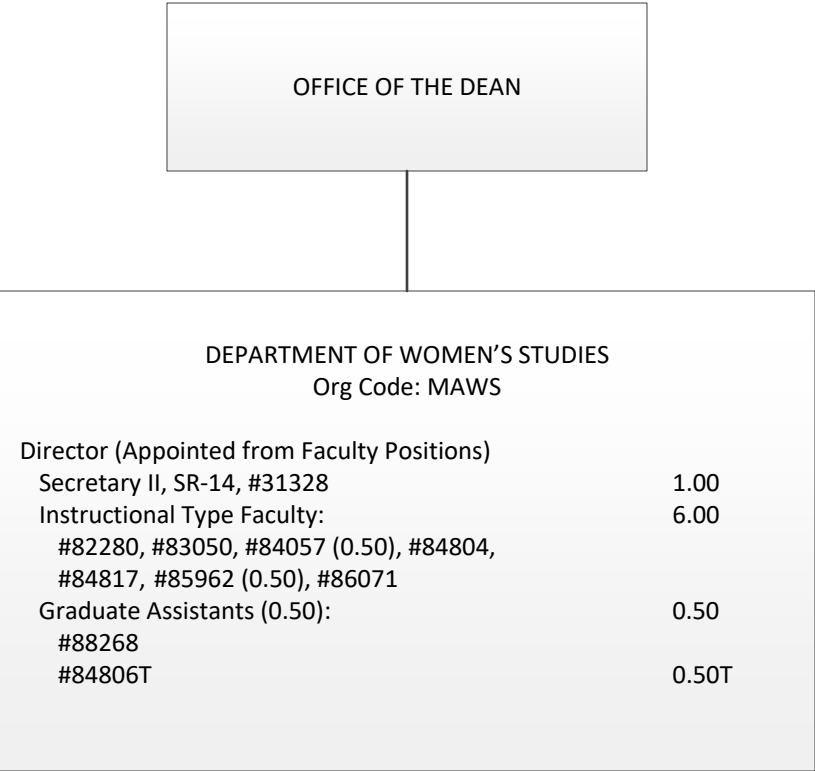 OFFICE OF THE DEAN
DEPARTMENT OF WOMEN’S STUDIES
Org Code: MAWS
Director (Appointed from Faculty Positions)
Secretary II, SR-14, #31328 1.00
Instructional Type Faculty: 6.00
#82280, #83050, #84057 (0.50), #84804,
#84817, #85962 (0.50), #86071
Graduate Assistants (0.50): 0.50
#88268
#84806T 0.50T